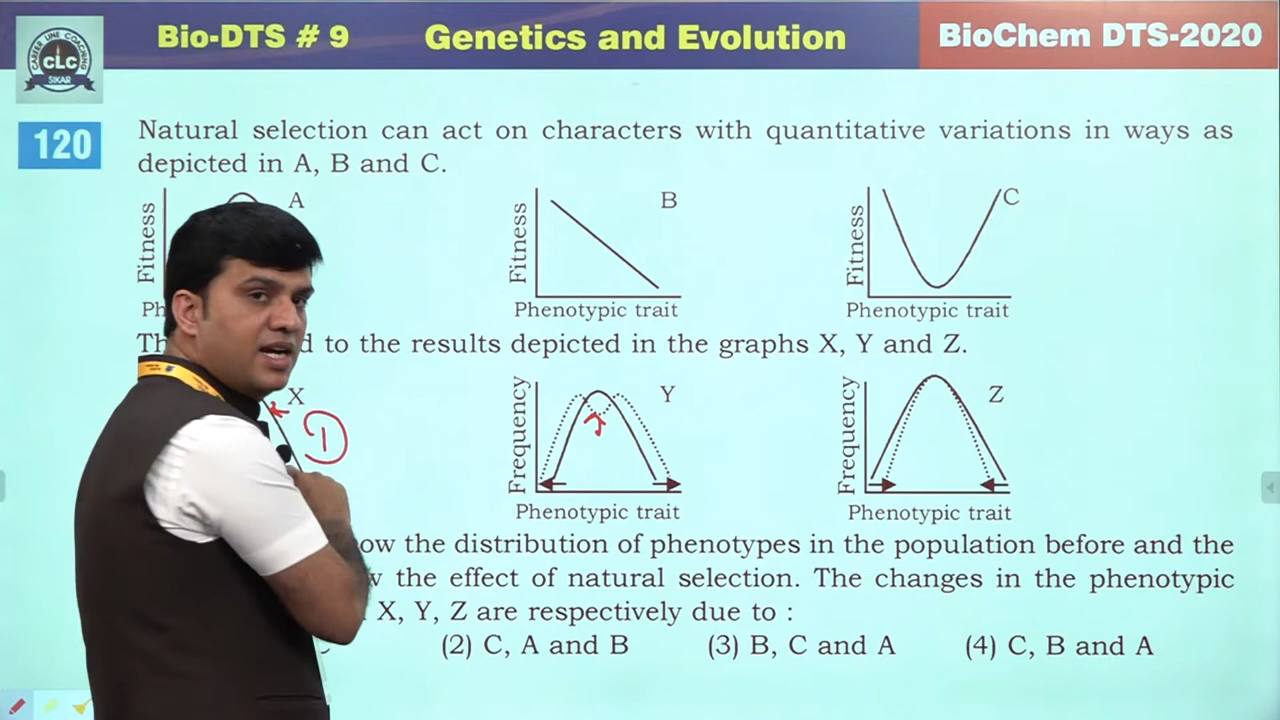 CAREER LINE COACHING
CLC
SIKAR
Bio-DTS # 9
Genetics and Evolution
BioChem DTS-2020
120
Natural selection can act on characters with quantitative variations in ways as
depicted in A, B and C.
Fitness
A
Fitness
B
Phenotypic trait
Fitness
C
Phenotypic trait
to the results depicted in the graphs X, Y and Z.
X
D
Frequency
Y
Phenotypic trait
Frequency
Z
Phenotypic trait
the distribution of phenotypes in the population before and the
the effect of natural selection. The changes in the phenotypic
X, Y, Z are respectively due to :
(2) C, A and B
(3) B, C and A
(4) C, B and A